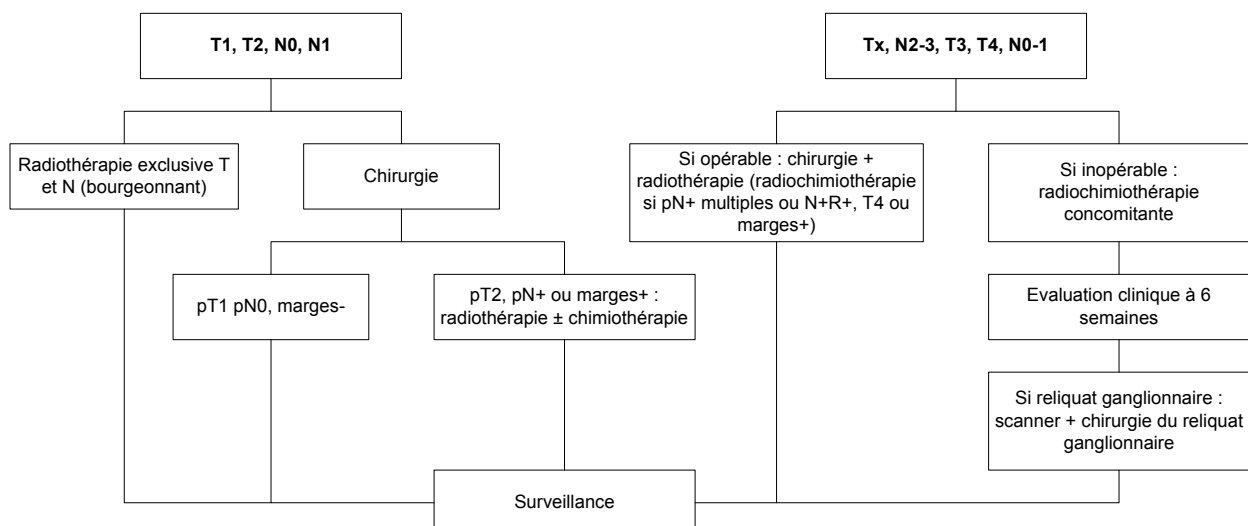 T1, T2, N0, N1
Tx, N2-3, T3, T4, N0-1
Radiothérapie exclusive T
et N (bourgeonnant)
Chirurgie
Si opérable : chirurgie +
radiothérapie (radiochimiothérapie
si pN+ multiples ou N+R+, T4 ou
marges+)
Si inopérable :
radiochimiothérapie
concomitante
pT1 pN0, marges-
pT2, pN+ ou marges+ :
radiothérapie ± chimiothérapie
Evaluation clinique à 6
semaines
Si reliquat ganglionnaire :
scanner + chirurgie du reliquat
ganglionnaire
Surveillance